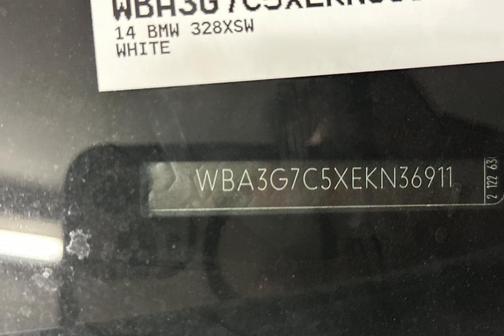 14 BMW 328XSW
WHITE
WBA3G7C5XEKN36911
2 122 63